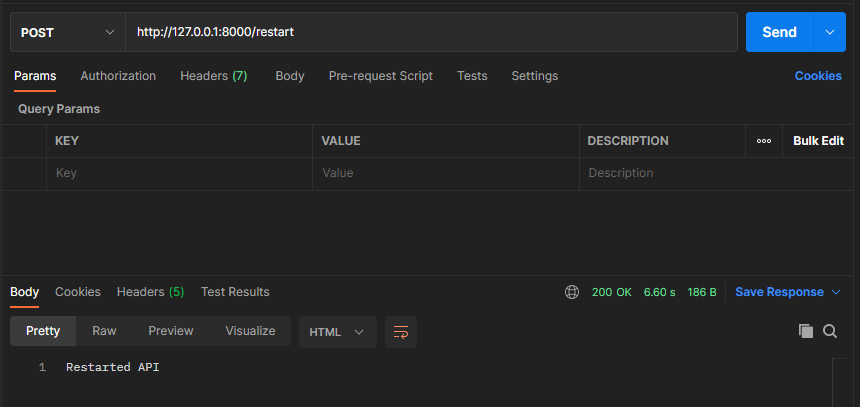 POST http://127.0.0.1:8000/restart Send
Params Authorization Headers (7) Body Pre-request Script Tests Settings Cookies
Query Params
KEY VALUE DESCRIPTION Bulk Edit
Key Value Description
Body Cookies Headers (5) Test Results 200 OK 6.60 s 186 B Save Response
Pretty Raw Preview Visualize HTML
1 Restarted API